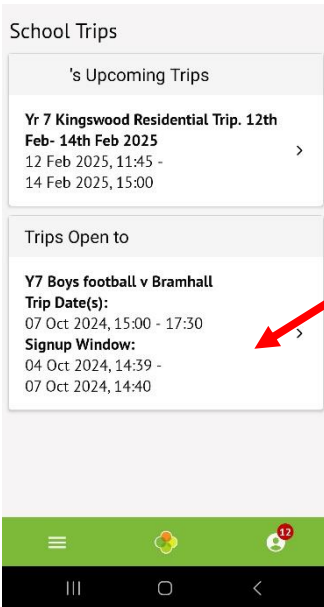 School Trips
's Upcoming Trips
Yr 7 Kingswood Residential Trip. 12th
Feb- 14th Feb 2025
12 Feb 2025, 11:45 -
14 Feb 2025, 15:00
Trips Open to
Y7 Boys football v Bramhall
Trip Date(s):
07 Oct 2024, 15:00 - 17:30
Signup Window:
04 Oct 2024, 14:39 -
07 Oct 2024, 14:40
12